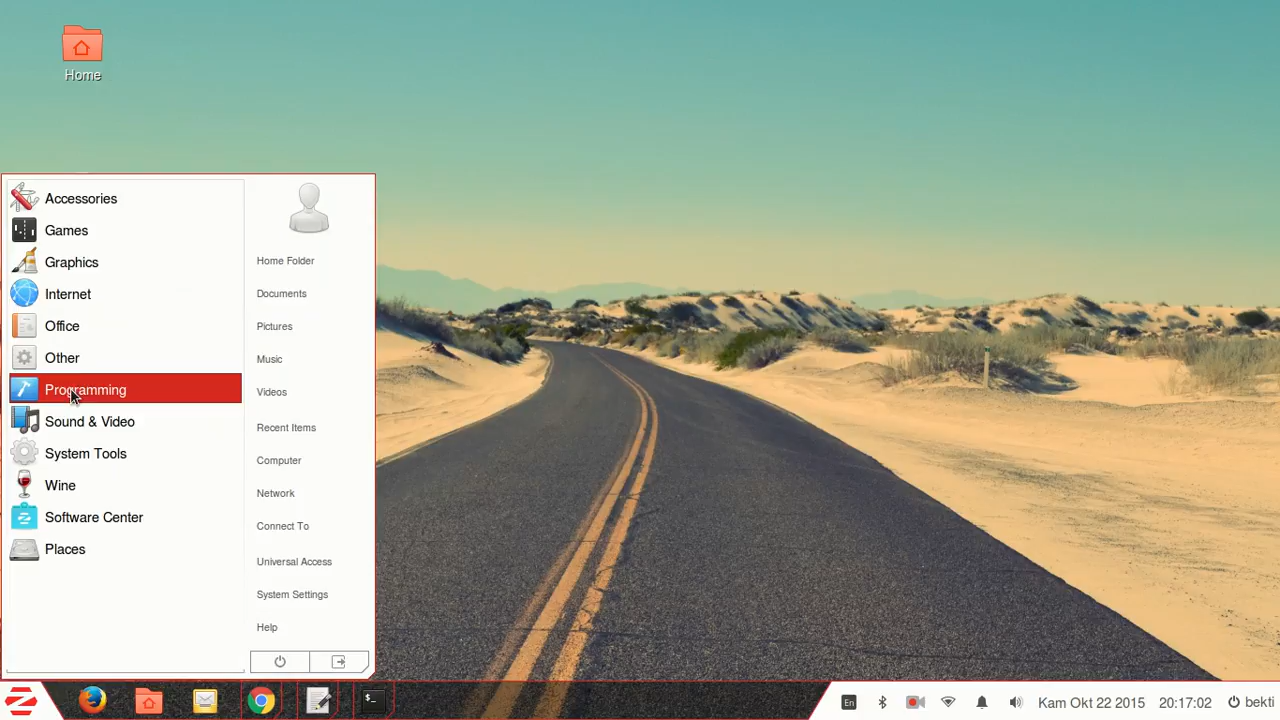 Home
Accessories
Games
Graphics
Internet
Office
Other
Programming
Sound & Video
System Tools
Wine
Software Center
Places
Home Folder
Documents
Pictures
Music
Videos
Recent Items
Computer
Network
Connect To
Universal Access
System Settings
Help
$_
En
Kam Okt 22 2015 20:17:02 bekti